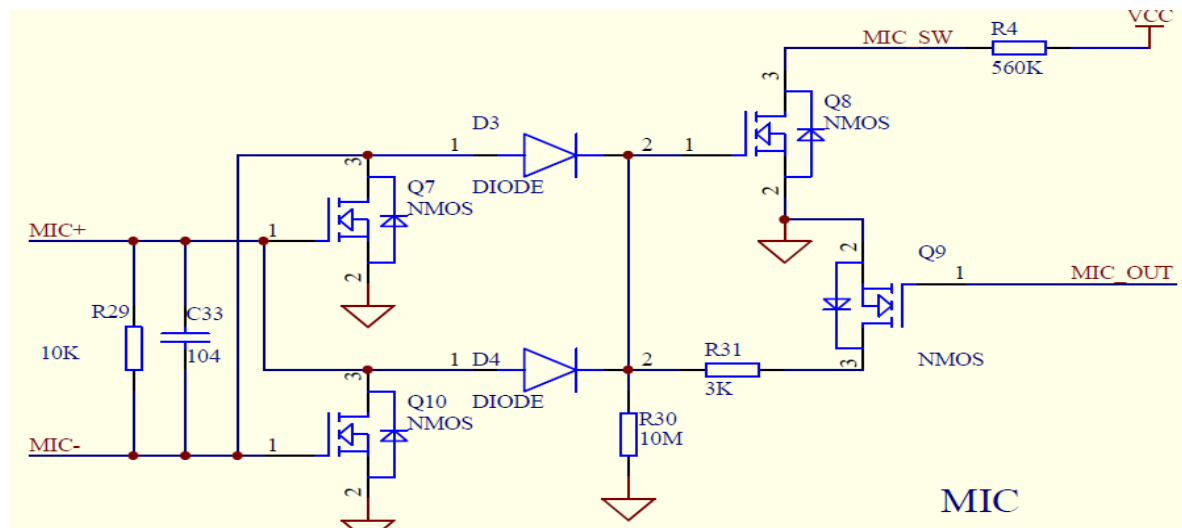 VCC
MIC_SW
R4
560K
3
Q8
NMOS
D3
1
2
1
DIODE
3
Q7
NMOS
2
MIC+
1
2
2
Q9
1
MIC_OUT
R29
C33
10K
104
R31
3K
3
NMOS
1
D4
2
DIODE
3
Q10
NMOS
R30
10M
MIC-
1
2
MIC